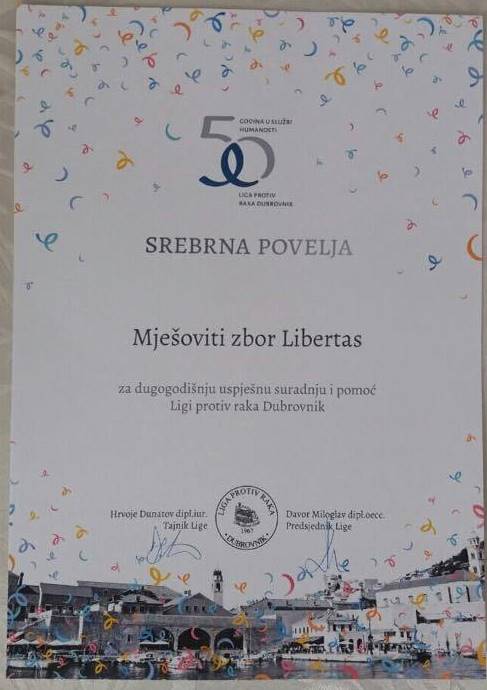 50
GODINA U SLUŽBI
HUMANOSTI
LIGA PROTIV
RAKA DUBROVNIK
SREBRNA POVELJA
Mješoviti zbor Libertas
za dugogodišnju uspješnu suradnju i pomoć
Ligi protiv raka Dubrovnik
Hrvoje Dunatov dipl.iur.
Tajnik Lige
LIGA PROTIV RAKA
1967
DUBROVNIK
Davor Miloglav dipl.oecc.
Predsjednik Lige